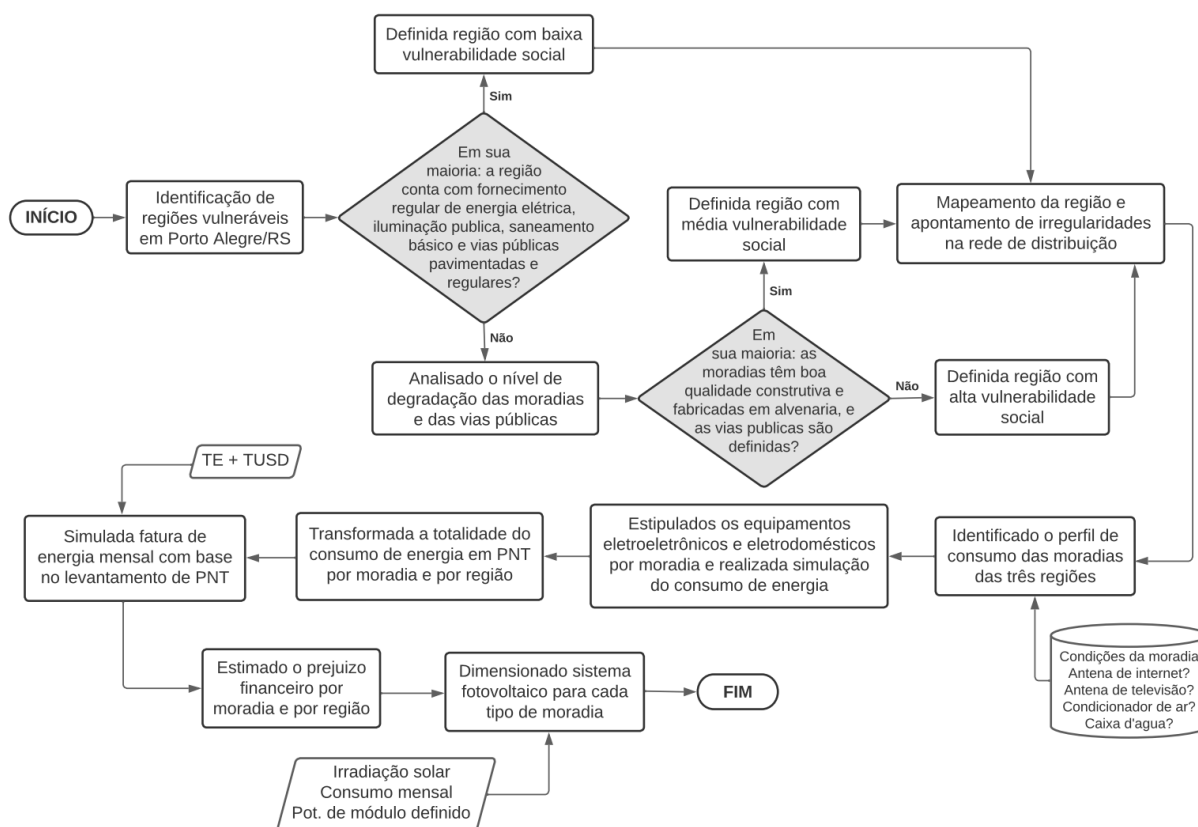 Definida região com baixa
vulnerabilidade social
Sim
Em sua
maioria: a região
conta com fornecimento
regular de energia elétrica,
iluminação publica, saneamento
básico e vias públicas
pavimentadas e
regulares?
INÍCIO
Identificação de
regiões vulneráveis
em Porto Alegre/RS
Definida região com
média vulnerabilidade
social
Mapeamento da região e
apontamento de irregularidades
na rede de distribuição
Sim
Não
Analisado o nível de
degradação das moradias
e das vias públicas
Em
sua maioria: as
moradias têm boa
qualidade construtiva e
fabricadas em alvenaria, e
as vias publicas são
definidas?
Não
Definida região com
alta vulnerabilidade
social
TE + TUSD
Simulada fatura de
energia mensal com base
no levantamento de PNT
Transformada a totalidade do
consumo de energia em PNT
por moradia e por região
Estipulados os equipamentos
eletroeletrônicos e eletrodomésticos
por moradia e realizada simulação
do consumo de energia
Identificado o perfil de
consumo das moradias
das três regiões
Condições da moradia
Antena de internet?
Antena de televisão?
Condicionador de ar?
Caixa d'agua?
Estimado o prejuizo
financeiro por
moradia e por região
Dimensionado sistema
fotovoltaico para cada
tipo de moradia
FIM
Irradiação solar
Consumo mensal
Pot. de módulo definido